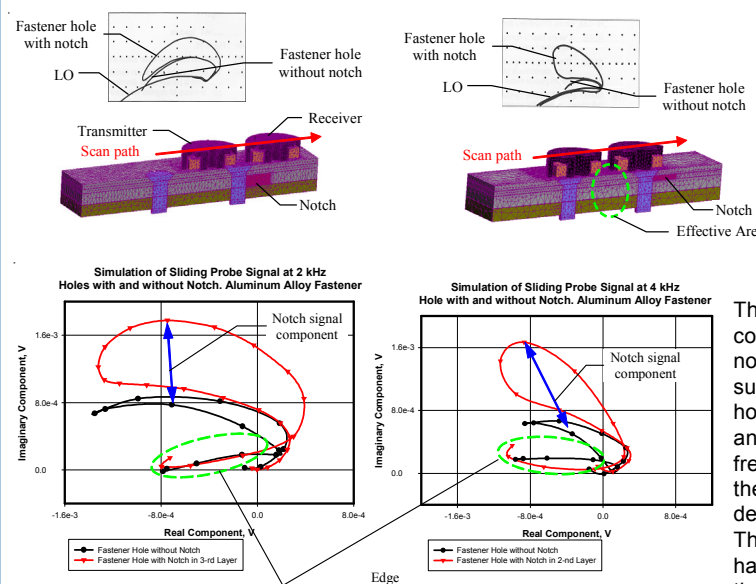 Fastener hole
with notch
LO
Fastener hole
without notch
Fastener hole
with notch
LO
Fastener hole
without notch
Transmitter
Receiver
Scan path
Notch
Scan path
Notch
Effective Are
Simulation of Sliding Probe Signal at 2 kHz
Holes with and without Notch. Aluminum Alloy Fastener
Imaginary Component, V
1.6e-3
8.0e-4
0.0
Notch signal
component
-1.6e-3
-8.0e-4
0.0
8.0e-4
Real Component, V
Fastener Hole without Notch
Fastener Hole with Notch in 3-rd Layer
Simulation of Sliding Probe Signal at 4 kHz
Hole with and without Notch. Aluminum Alloy Fastener
Imaginary Component, V
1.6e-3
8.0e-4
0.0
Notch signal
component
-1.6e-3
-8.0e-4
0.0
8.0e-4
Real Component, V
Fastener Hole without Notch
Fastener Hole with Notch in 2-nd Layer
Edge
Th
co
no
su
ho
an
fre
the
de
Th
ha